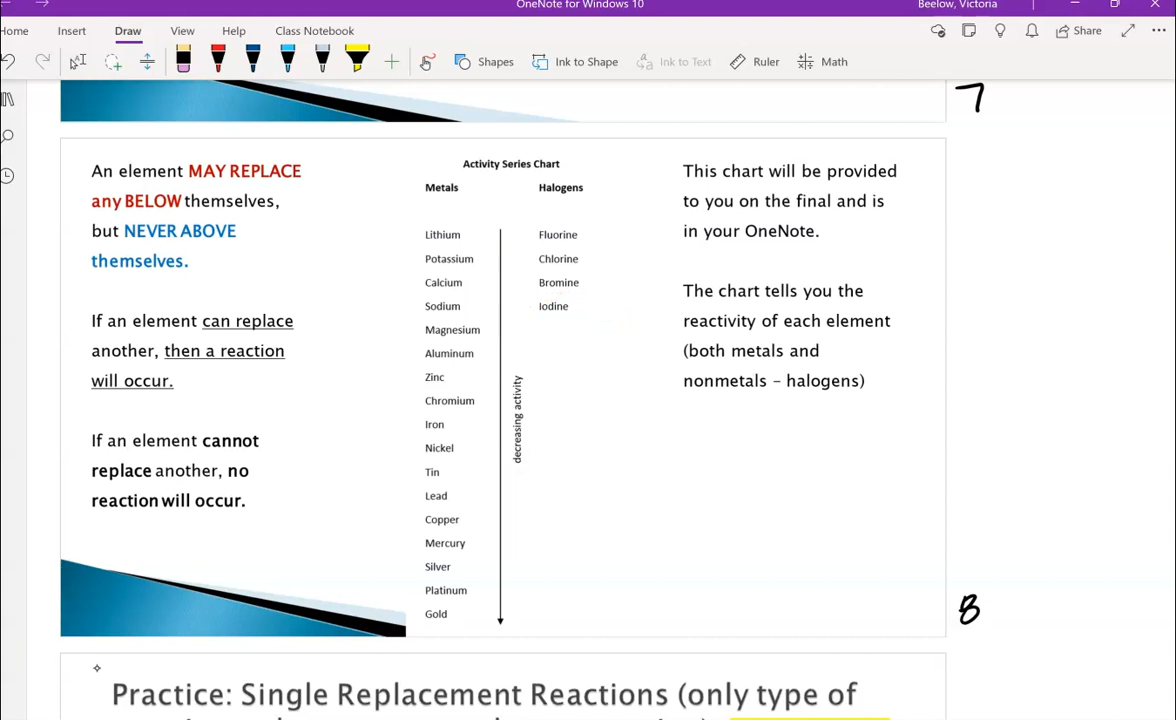 OneNote for Windows 10
Beelow, Victoria
Home
Insert
Draw
View
Help
Class Notebook
Share
Shapes
Ink to Shape
Ink to Text
Ruler
Math
7
An element MAY REPLACE
any BELOW themselves,
but NEVER ABOVE
themselves.
If an element can replace
another, then a reaction
will occur.
If an element cannot
replace another, no
reaction will occur.
Activity Series Chart
Metals
Halogens
Lithium
Potassium
Calcium
Sodium
Magnesium
Aluminum
Zinc
Chromium
Iron
Nickel
Tin
Lead
Copper
Mercury
Silver
Platinum
Gold
decreasing activity
Fluorine
Chlorine
Bromine
Iodine
This chart will be provided
to you on the final and is
in your OneNote.
The chart tells you the
reactivity of each element
(both metals and
nonmetals – halogens)
8
Practice: Single Replacement Reactions (only type of